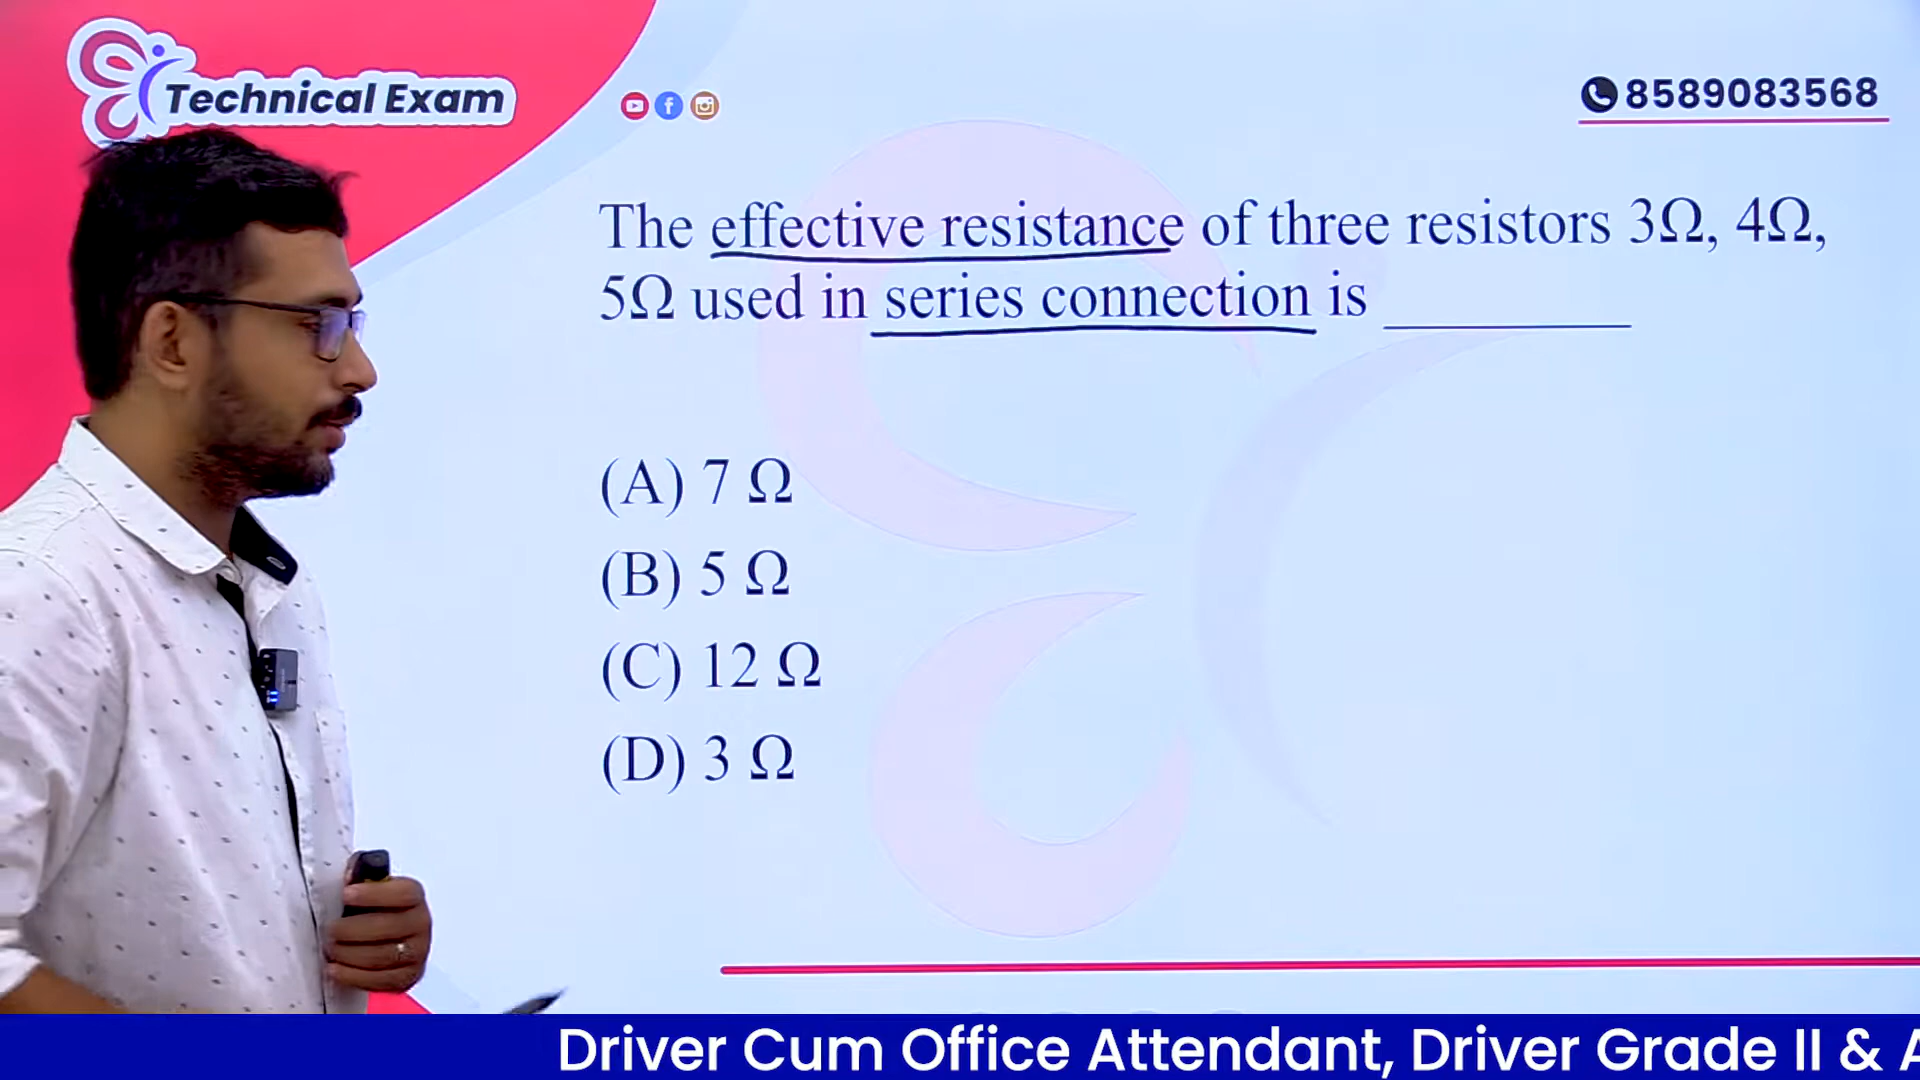 Technical Exam
8589083568
The effective resistance of three resistors 3Ω, 4Ω,
5Ω used in series connection is ________
(A) 7 Ω
(B) 5 Ω
(C) 12 Ω
(D) 3 Ω
Driver Cum Office Attendant, Driver Grade II & A